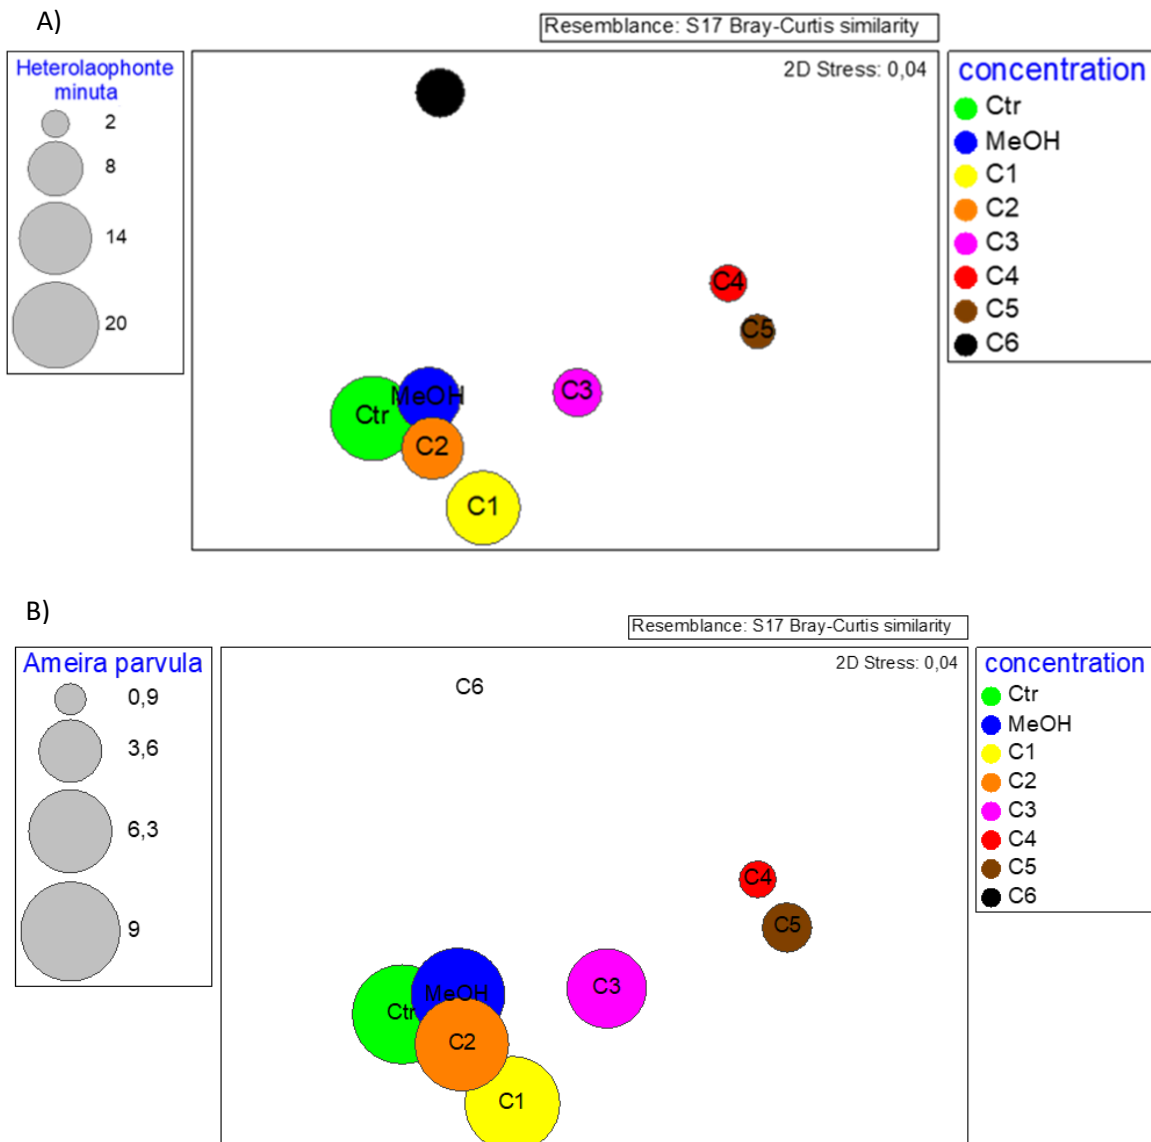 A)
Resemblance: S17 Bray-Curtis similarity
Heterolaophonte
minuta
2
8
14
20
2D Stress: 0,04
C4
C5
C3
MeOH
Ctr
C2
C1
concentration
Ctr
MeOH
C1
C2
C3
C4
C5
C6
B)
Resemblance: S17 Bray-Curtis similarity
Ameira parvula
0,9
3,6
6,3
9
2D Stress: 0,04
C6
C4
C5
C3
MeOH
Ctr
C2
C1
concentration
Ctr
MeOH
C1
C2
C3
C4
C5
C6